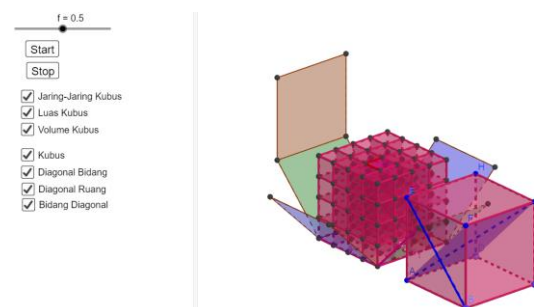 f = 0.5
Start
Stop
Jaring-Jaring Kubus
Luas Kubus
Volume Kubus
Kubus
Diagonal Bidang
Diagonal Ruang
Bidang Diagonal
H
E
F
A